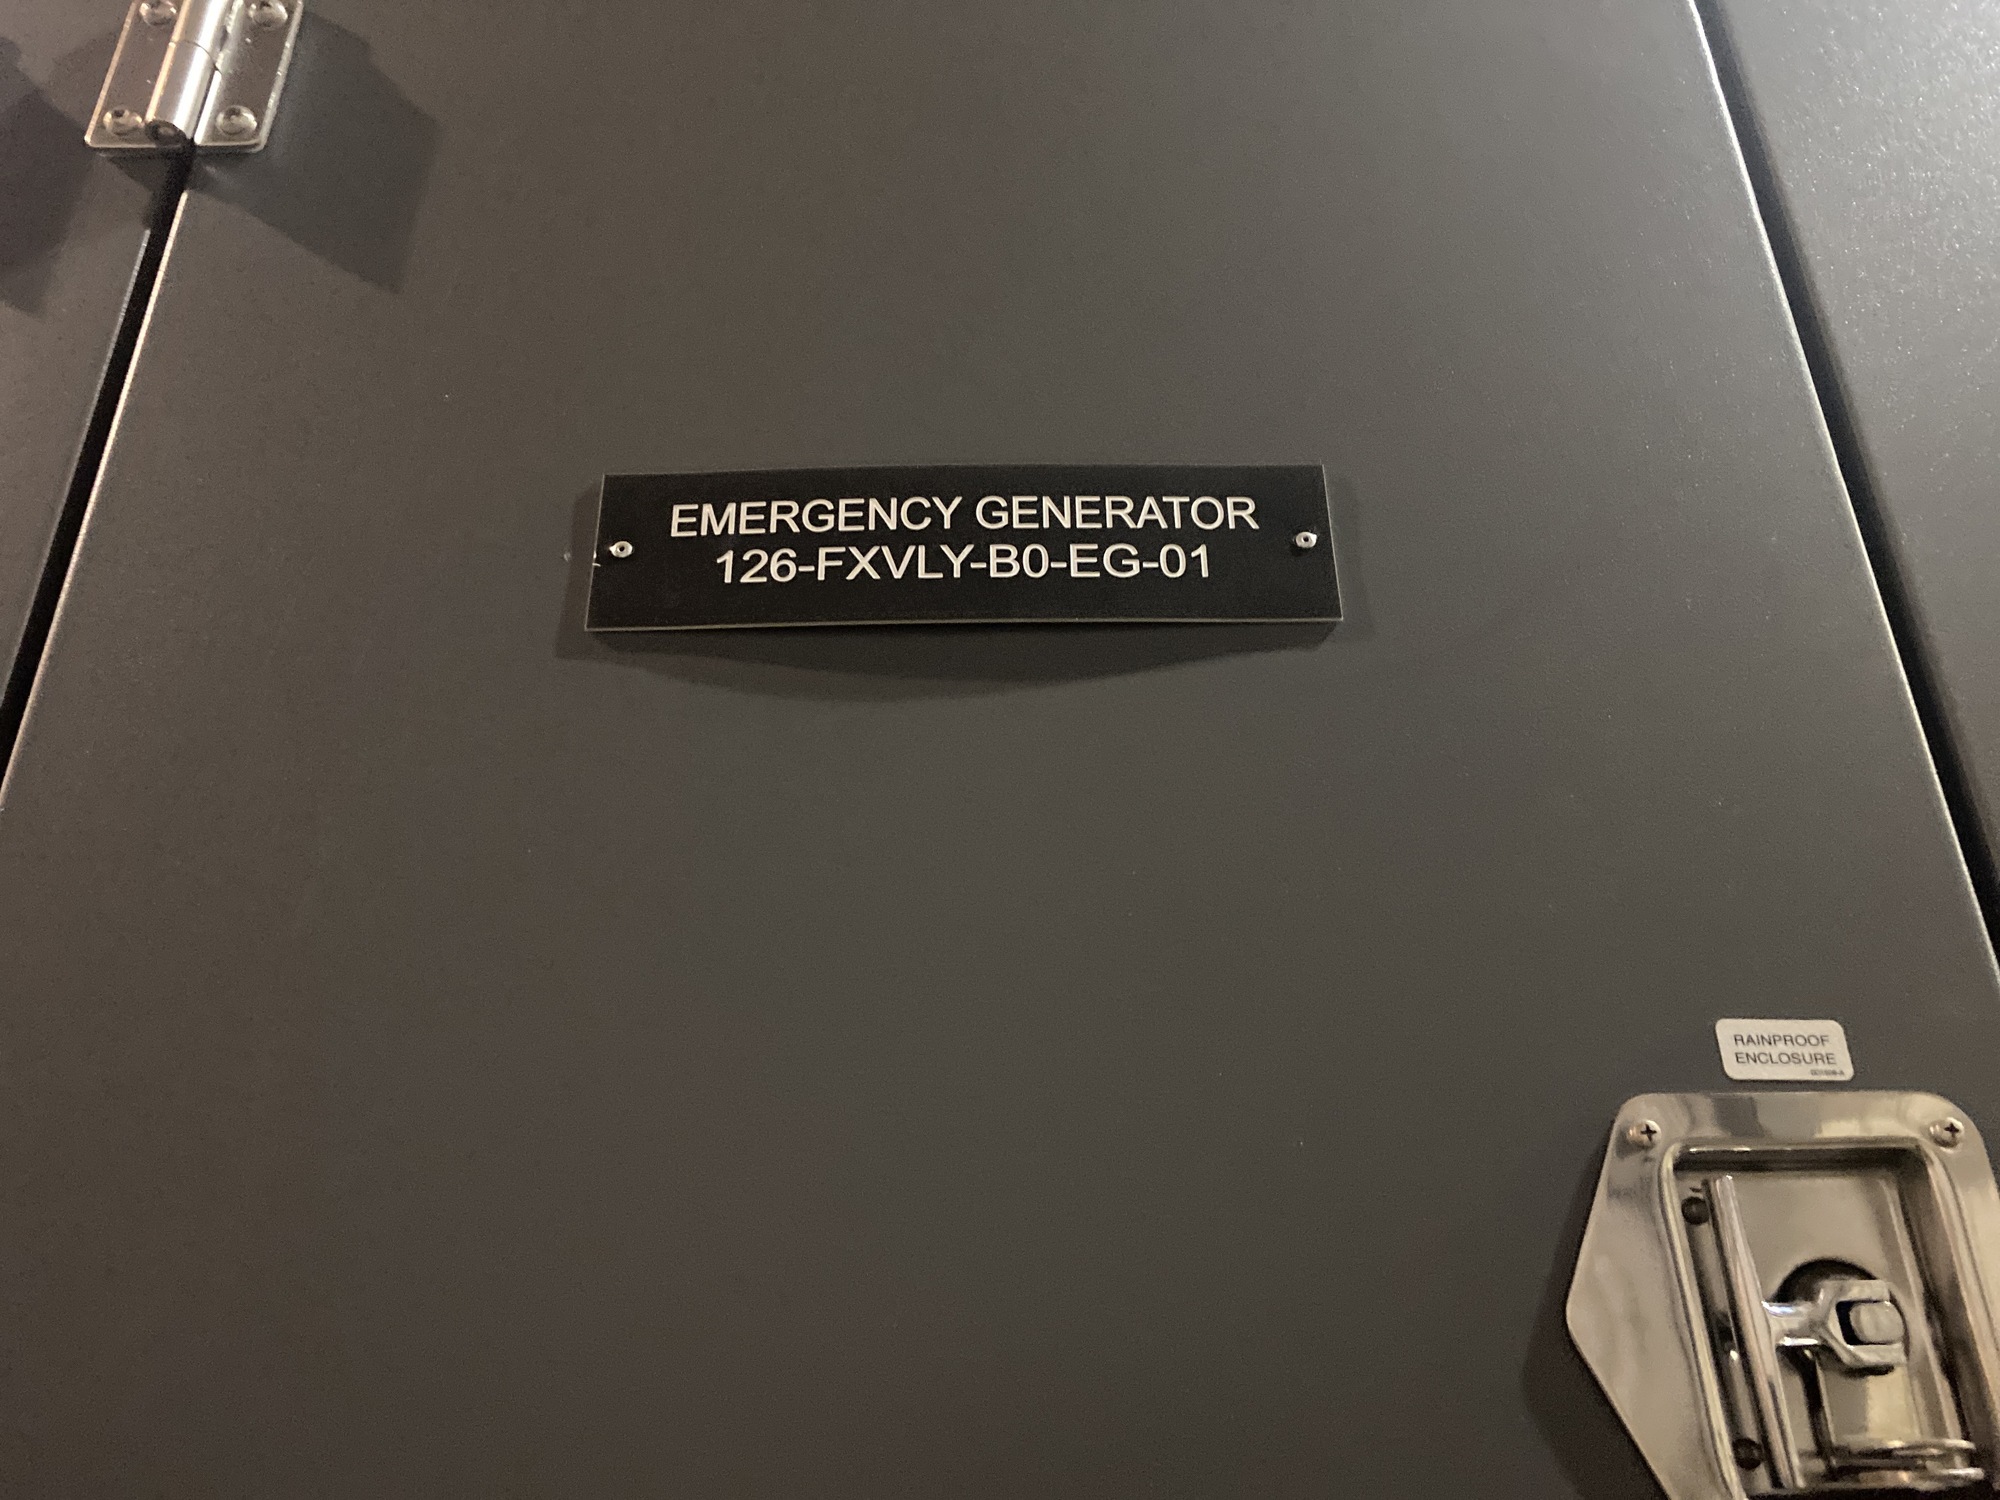 EMERGENCY GENERATOR
126-FXVLY-B0-EG-01
RAINPROOF
ENCLOSURE